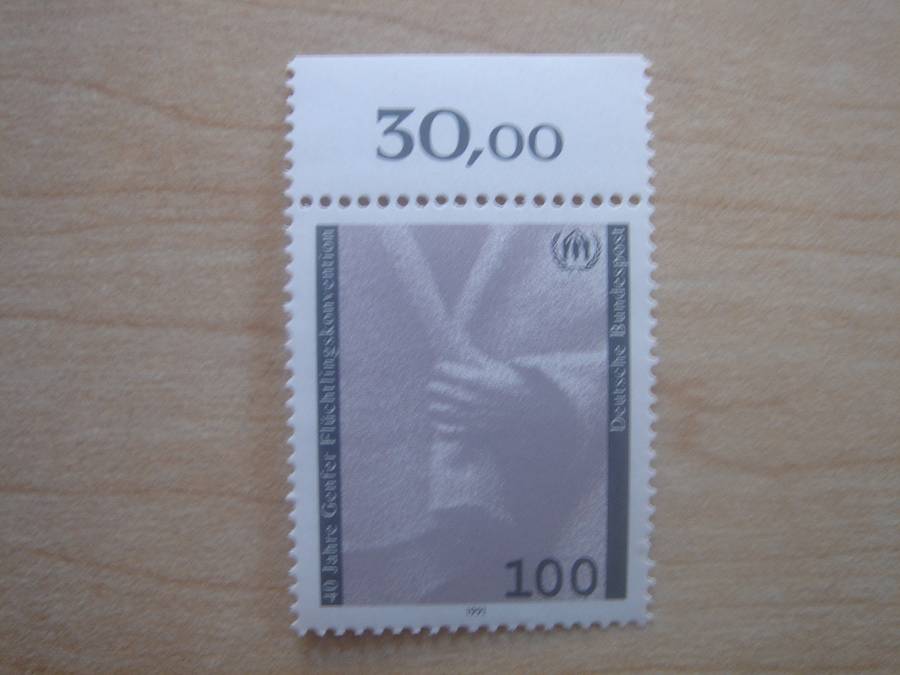 30,00
40 Jahre Genfer Flüchtlingskonvention
Deutsche Bundespost
100
1991